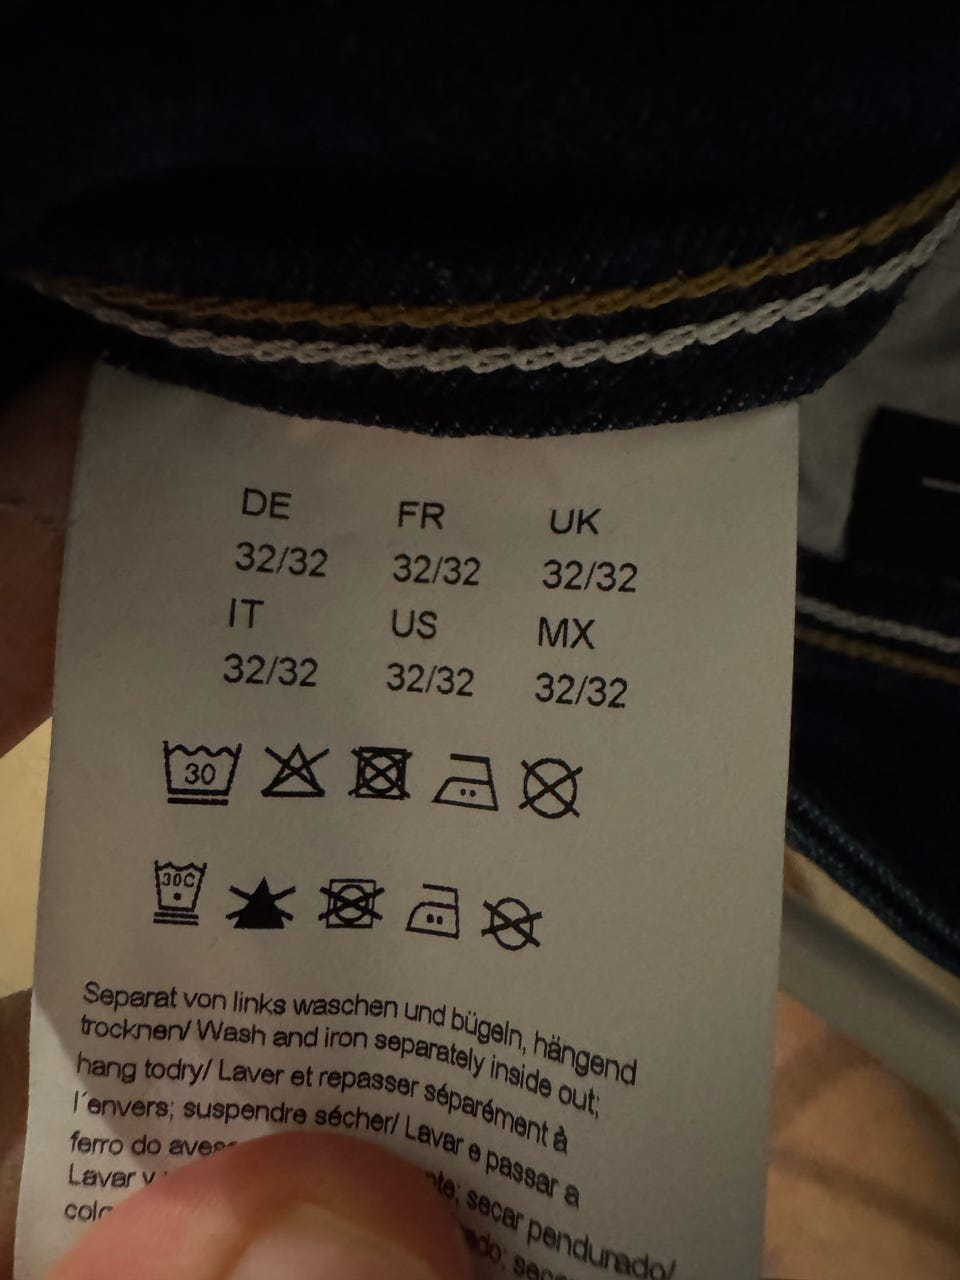 DE FR UK
32/32 32/32 32/32
IT US MX
32/32 32/32 32/32
30
30C
Separat von links waschen und bügeln, hängend
trocknen/ Wash and iron separately inside out;
hang todry/ Laver et repasser séparément à
l´envers; suspendre sécher/ Lavar e passar a
ferro do secar pendurado/
Lavar